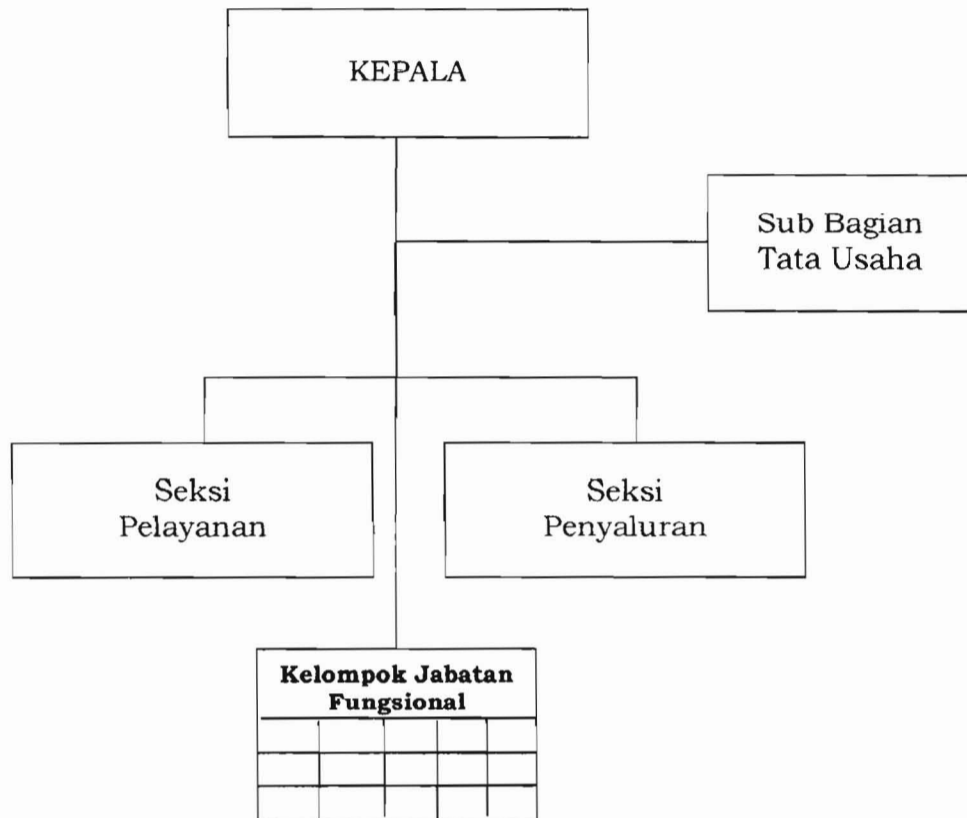 KEPALA
Sub Bagian
Tata Usaha
Seksi
Pelayanan
Seksi
Penyaluran
Kelompok Jabatan
Fungsional